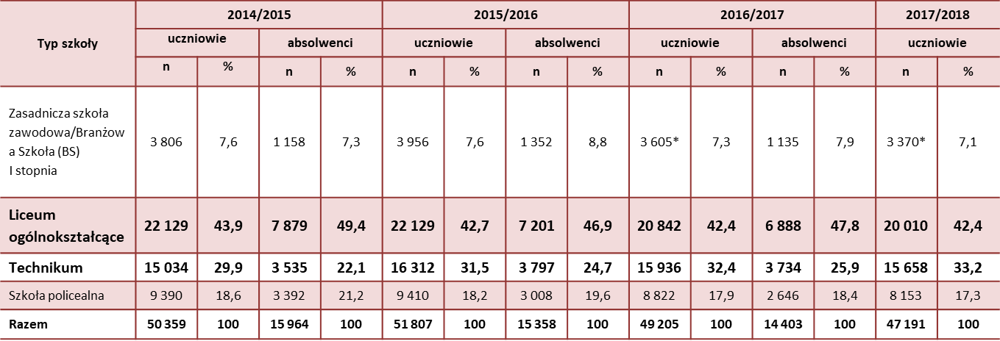 Typ szkoły 2014/2015 2015/2016 2016/2017 2017/2018
uczniowie absolwenci uczniowie absolwenci uczniowie absolwenci uczniowie
n % n % n % n % n % n % n %
Zasadnicza szkoła
zawodowa/Branżow
a Szkoła (BS)
I stopnia
3 806 7,6 1 158 7,3 3 956 7,6 1 352 8,8 3 605* 7,3 1 135 7,9 3 370* 7,1
Liceum
ogólnokształcące
22 129 43,9 7 879 49,4 22 129 42,7 7 201 46,9 20 842 42,4 6 888 47,8 20 010 42,4
Technikum 15 034 29,9 3 535 22,1 16 312 31,5 3 797 24,7 15 936 32,4 3 734 25,9 15 658 33,2
Szkoła policealna 9 390 18,6 3 392 21,2 9 410 18,2 3 008 19,6 8 822 17,9 2 646 18,4 8 153 17,3
Razem 50 359 100 15 964 100 51 807 100 15 358 100 49 205 100 14 403 100 47 191 100